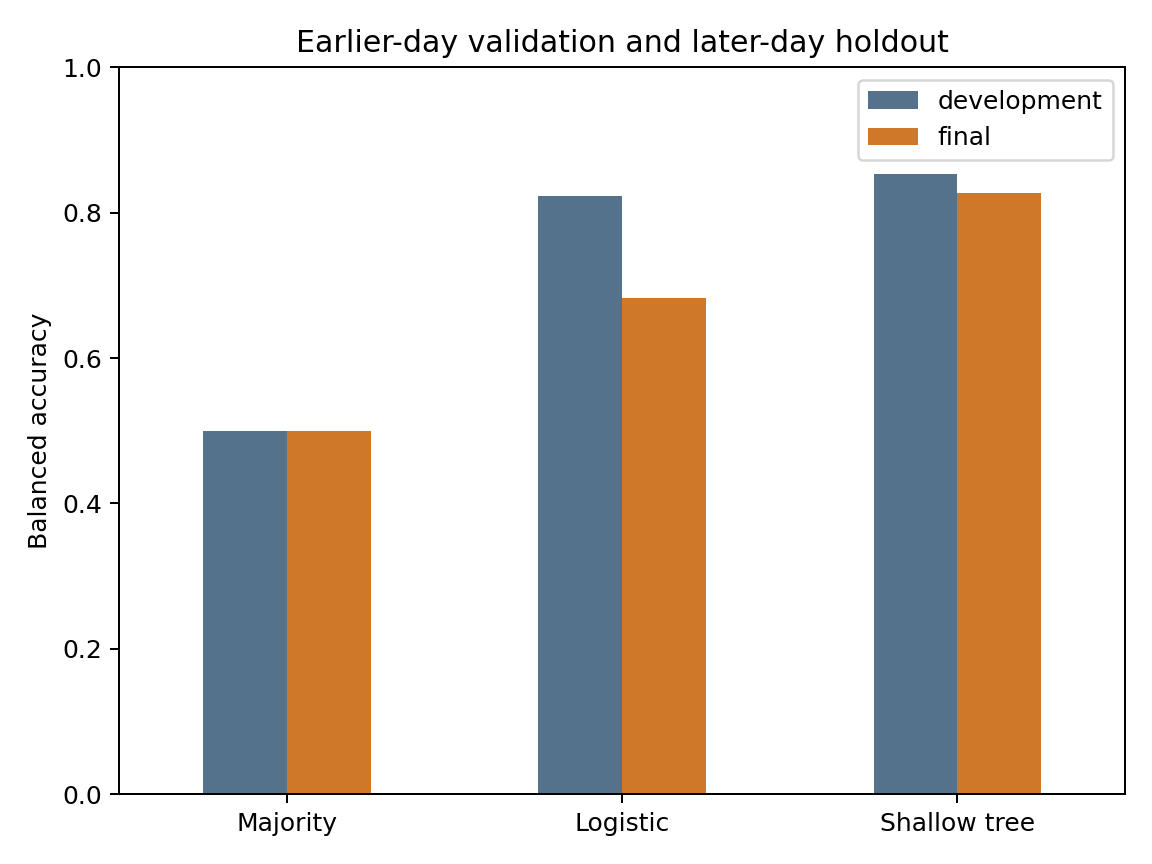 Earlier-day validation and later-day holdout
development
final
Balanced accuracy
1.0
0.8
0.6
0.4
0.2
0.0
Majority
Logistic
Shallow tree